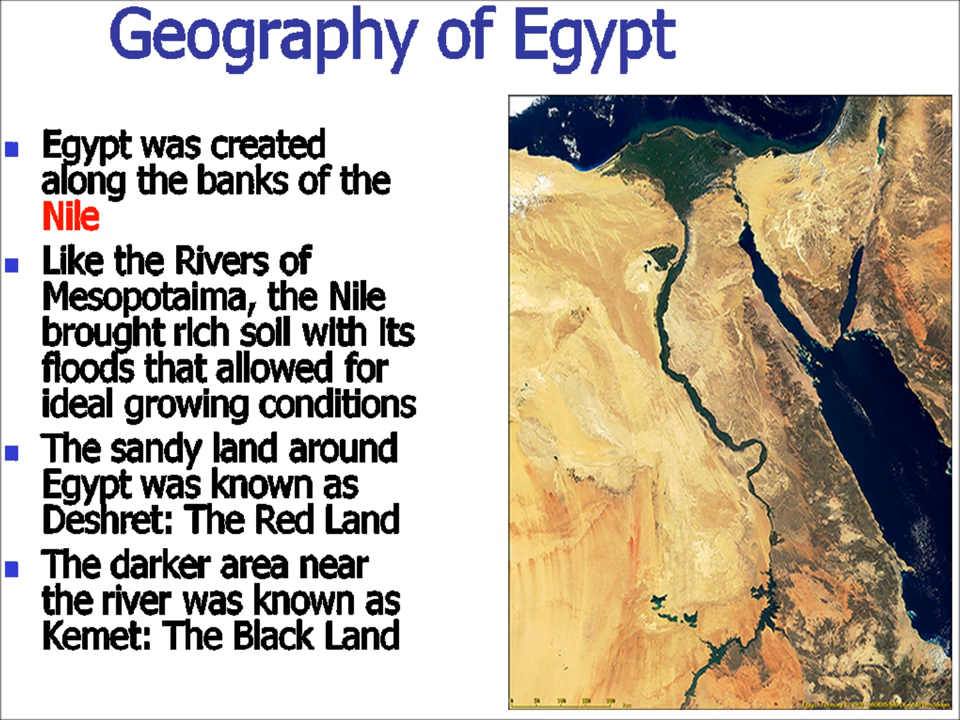 Geography of Egypt
Egypt was created
along the banks of the
Nile
Like the Rivers of
Mesopotaima, the Nile
brought rich soil with its
floods that allowed for
ideal growing conditions
The sandy land around
Egypt was known as
Deshret: The Red Land
The darker area near
the river was known as
Kemet: The Black Land